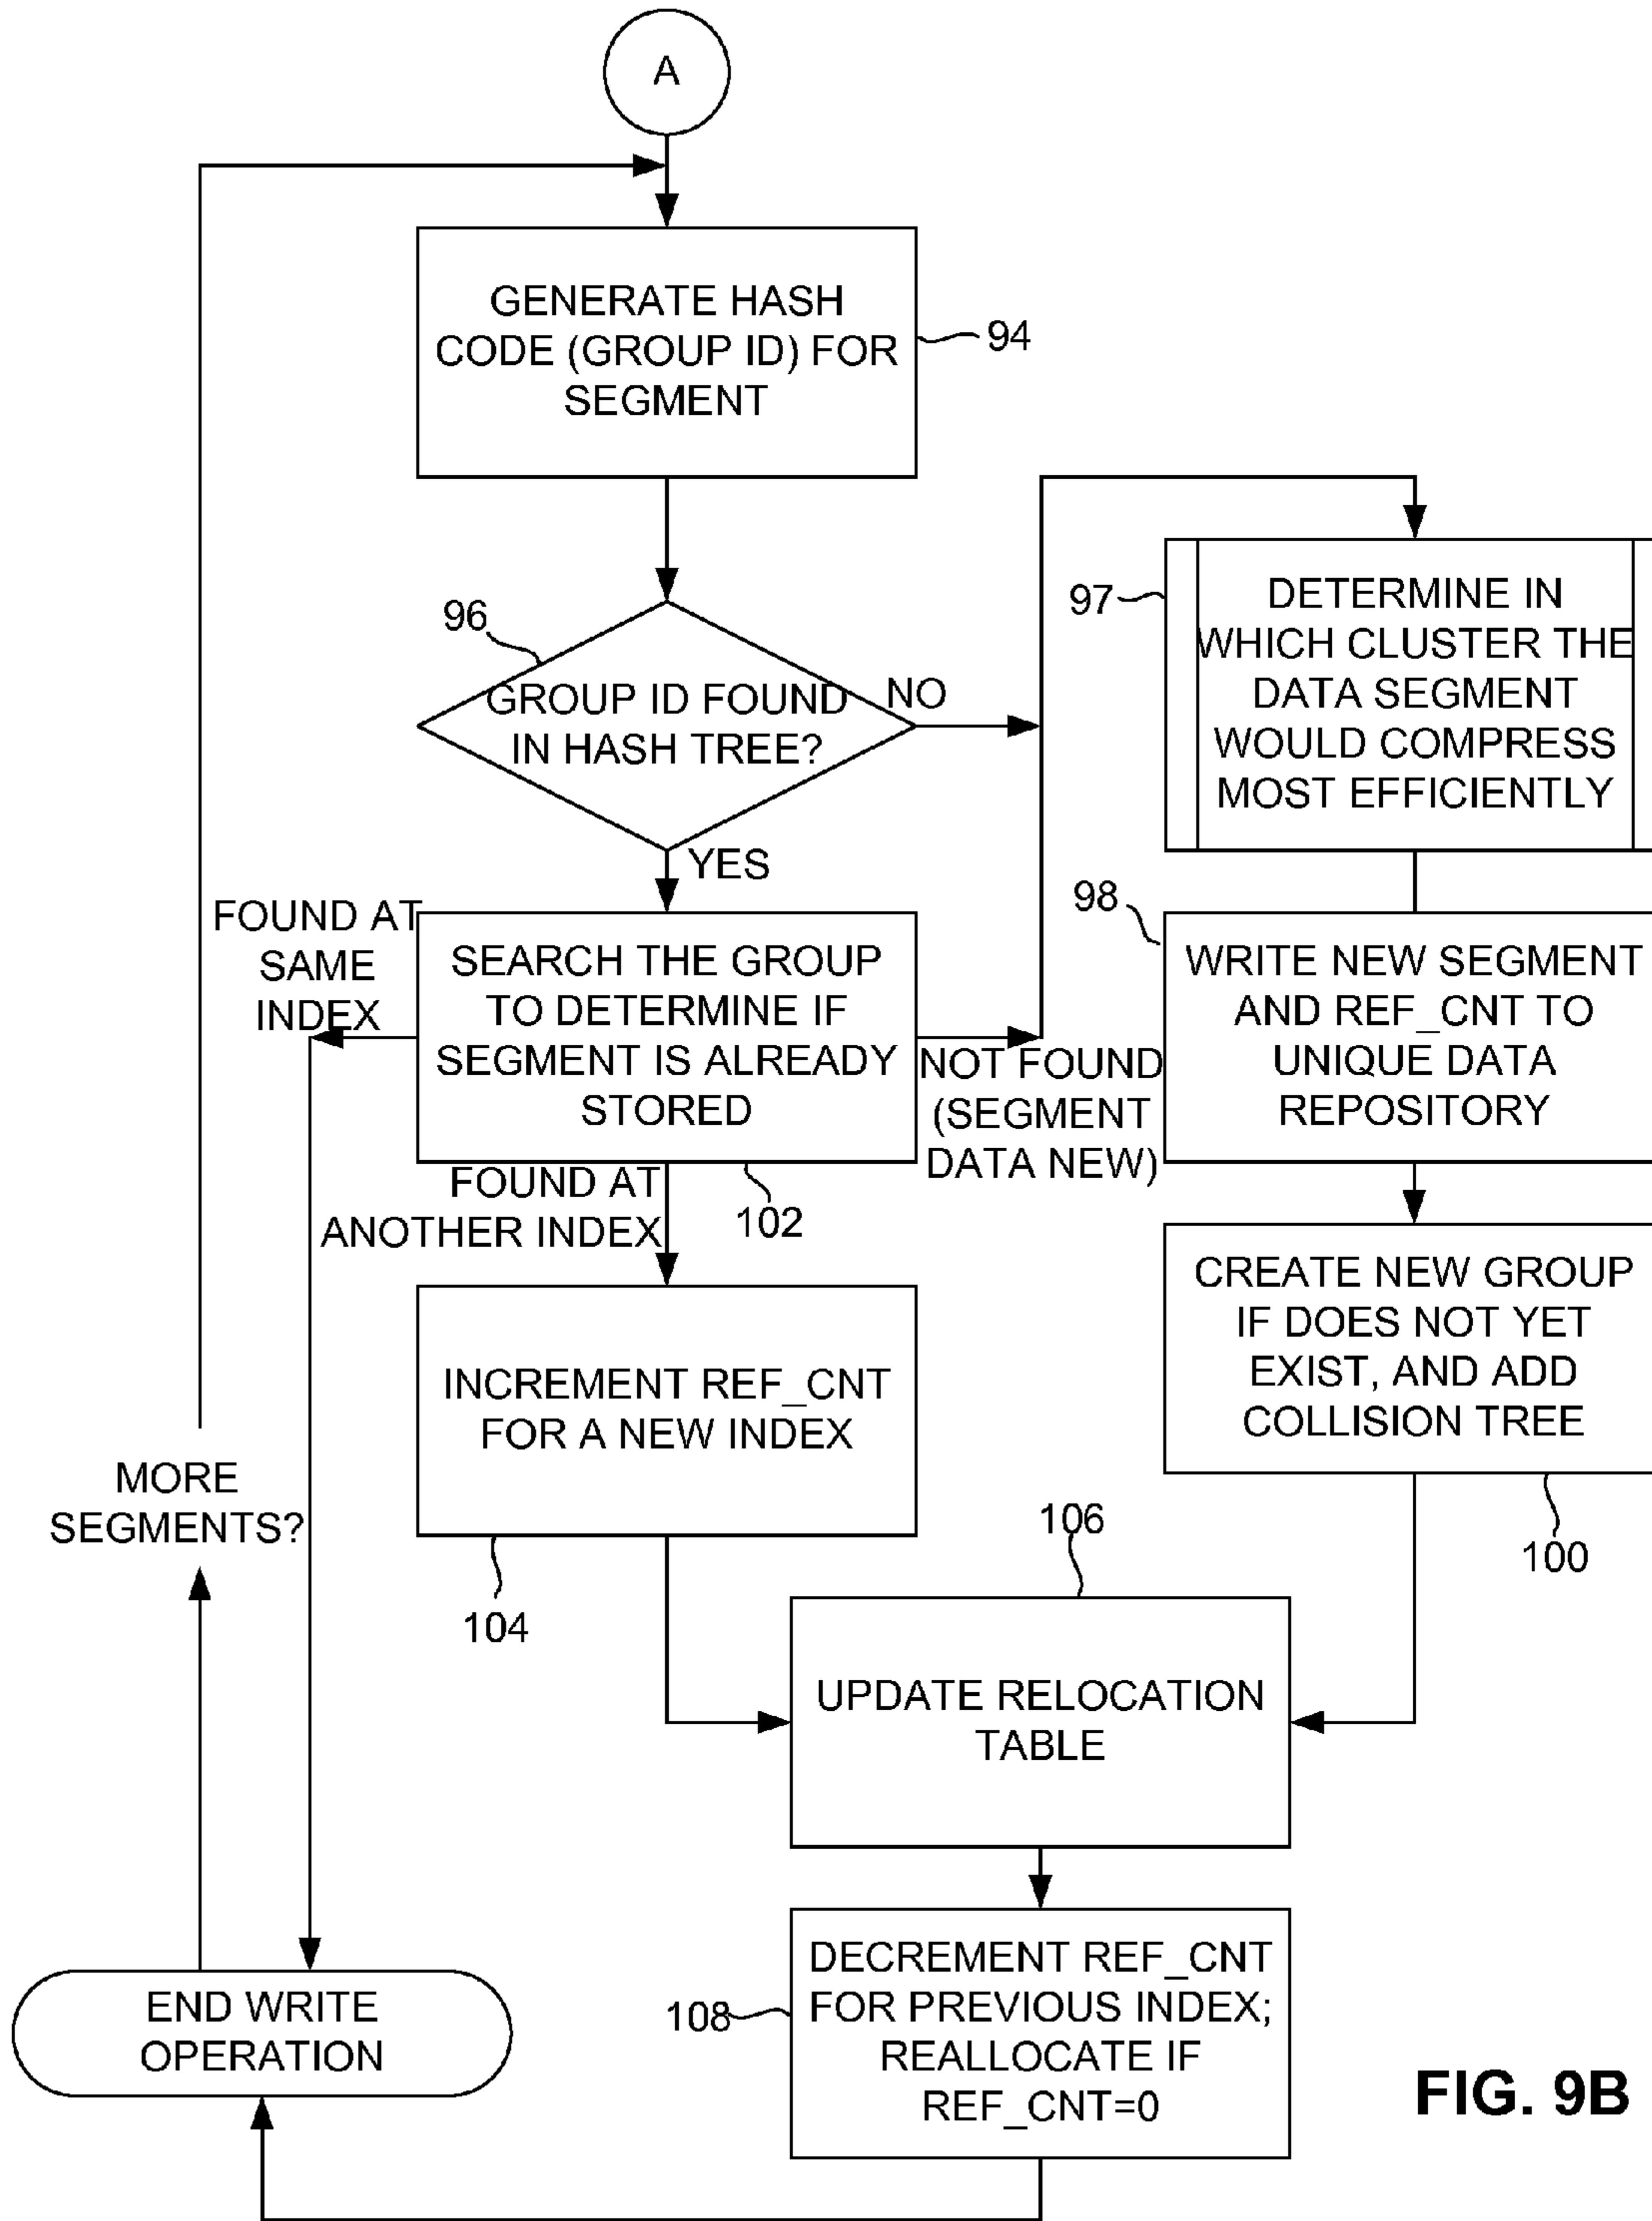 A
GENERATE HASH
CODE (GROUP ID) FOR
SEGMENT
94
96
GROUP ID FOUND
IN HASH TREE?
NO
YES
97
DETERMINE IN
WHICH CLUSTER THE
DATA SEGMENT
WOULD COMPRESS
MOST EFFICIENTLY
98
WRITE NEW SEGMENT
AND REF_CNT TO
UNIQUE DATA
REPOSITORY
FOUND AT
SAME
INDEX
SEARCH THE GROUP
TO DETERMINE IF
SEGMENT IS ALREADY
STORED
NOT FOUND
(SEGMENT
DATA NEW)
102
FOUND AT
ANOTHER INDEX
CREATE NEW GROUP
IF DOES NOT YET
EXIST, AND ADD
COLLISION TREE
100
INCREMENT REF_CNT
FOR A NEW INDEX
104
MORE
SEGMENTS?
106
UPDATE RELOCATION
TABLE
108
DECREMENT REF_CNT
FOR PREVIOUS INDEX;
REALLOCATE IF
REF_CNT=0
END WRITE
OPERATION
FIG. 9B